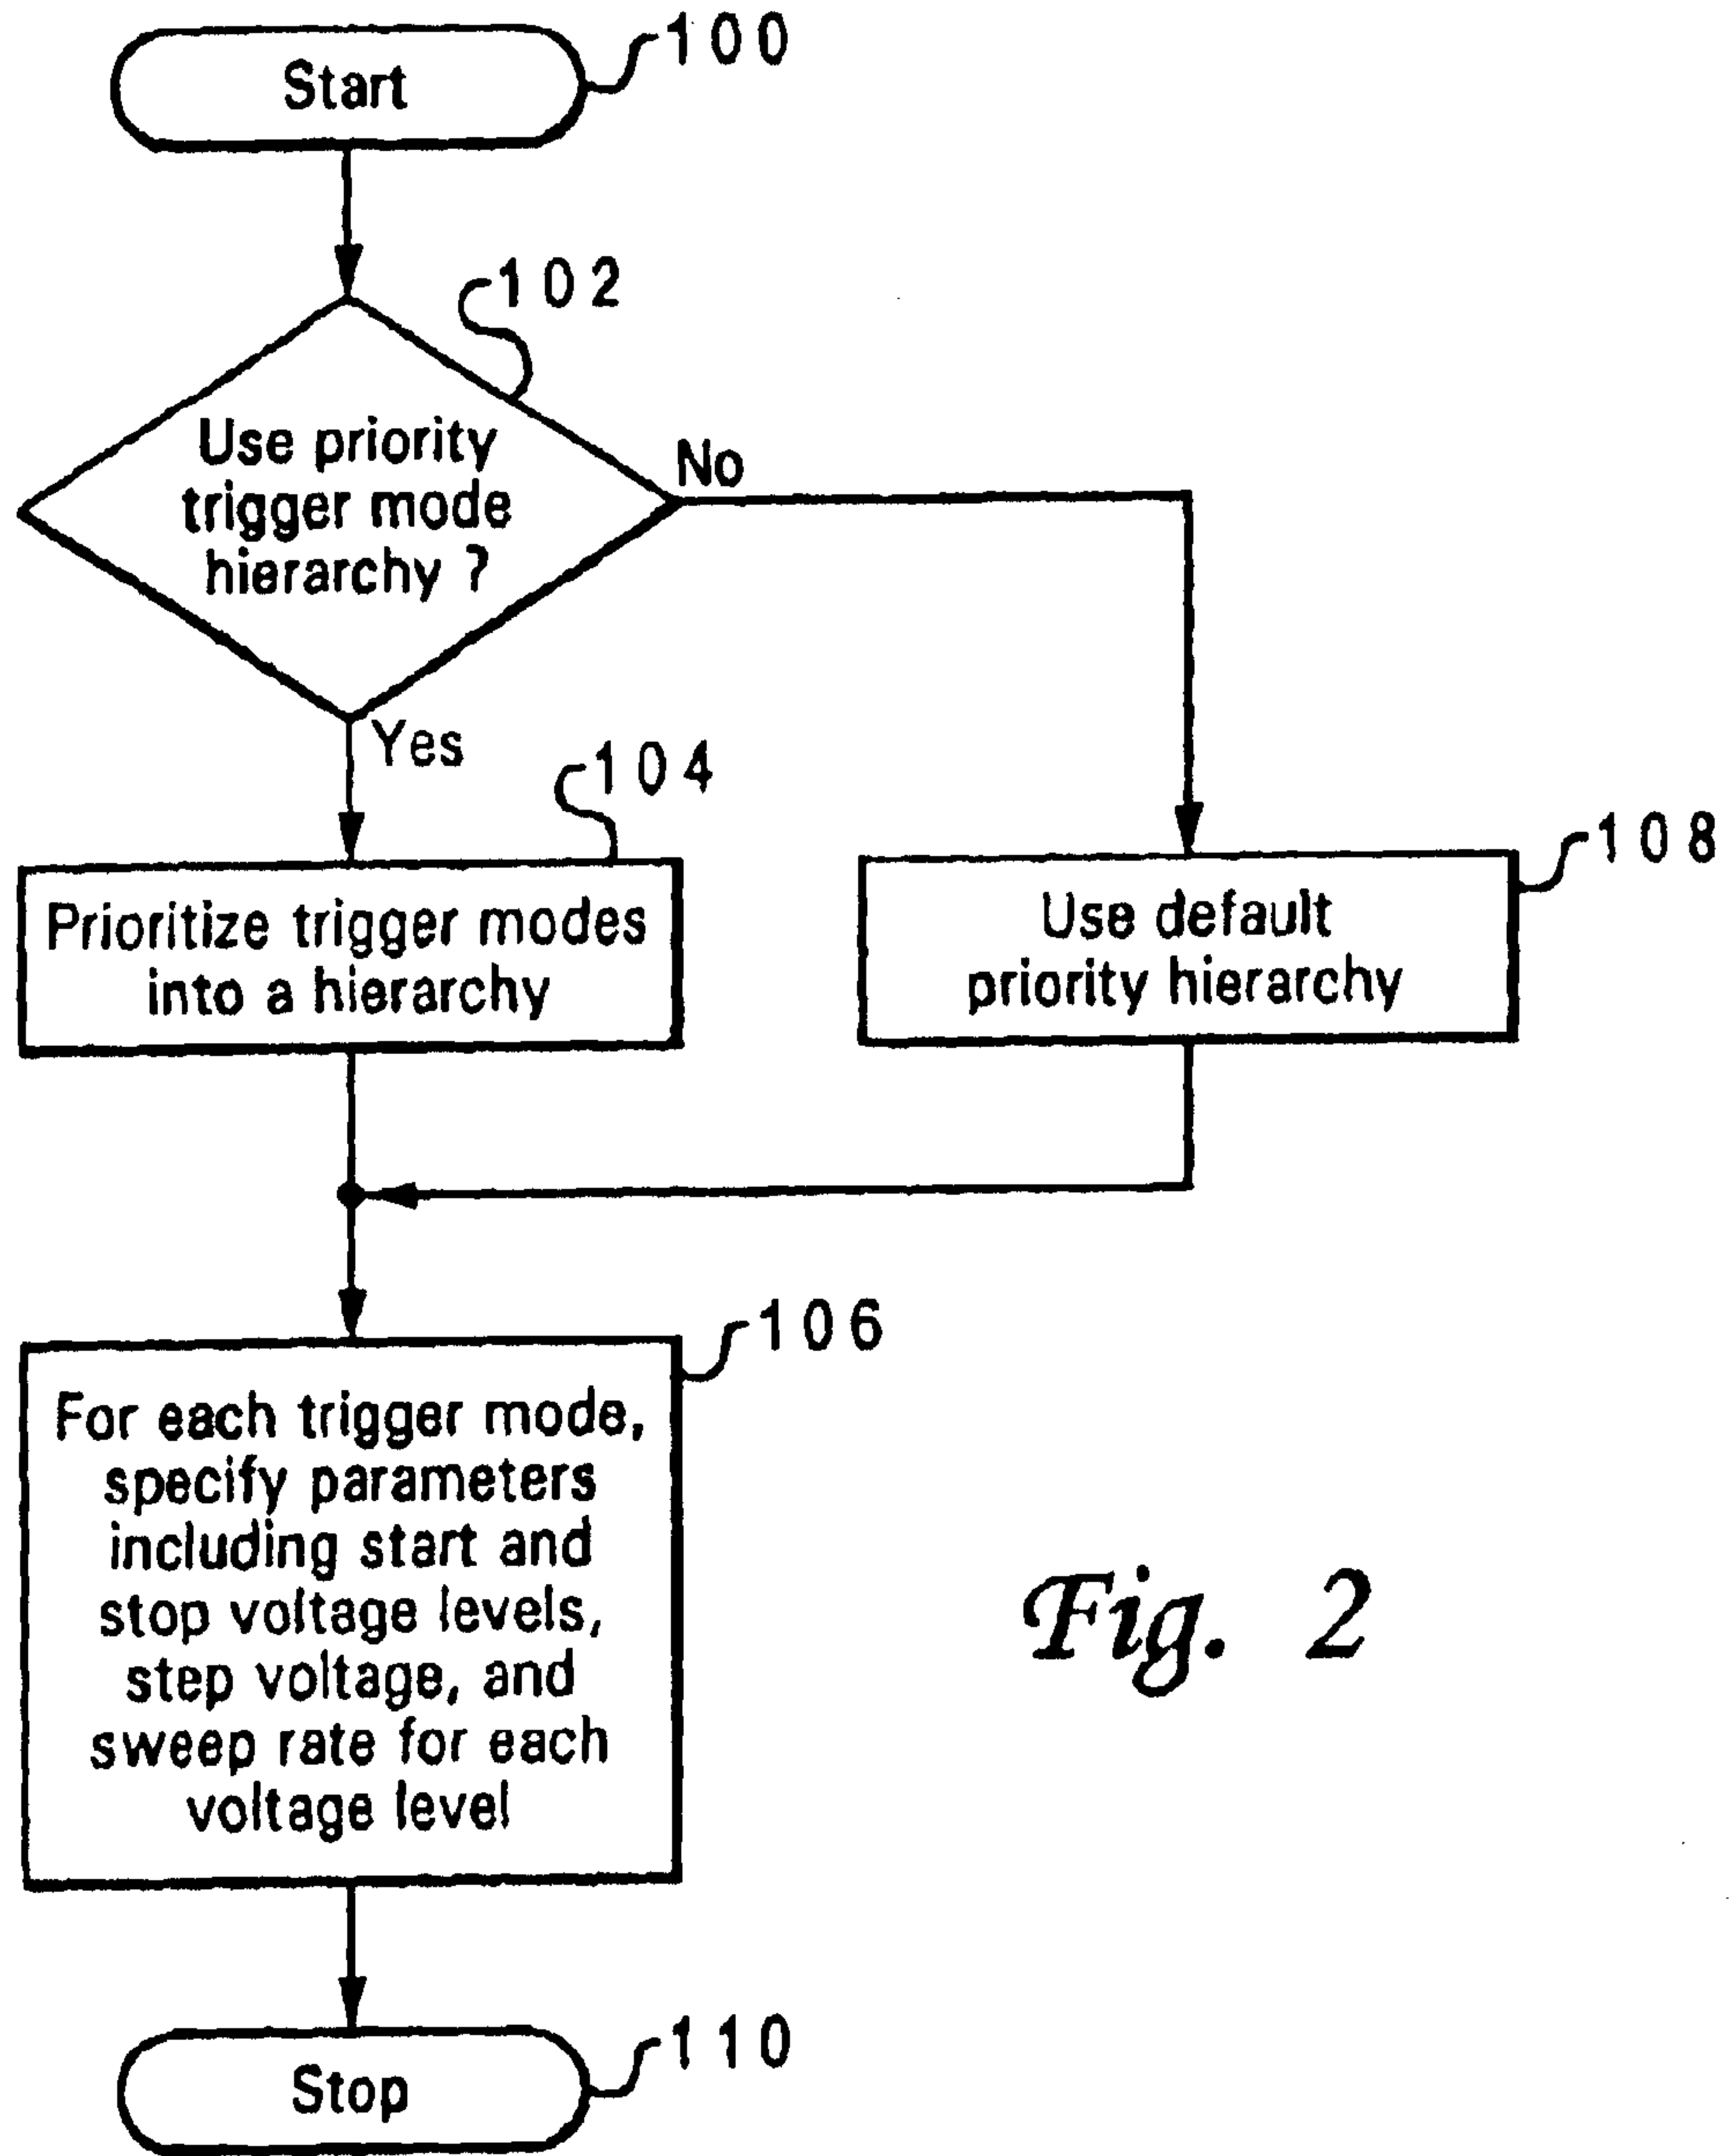 Start
100
102
Use priority
trigger mode
hierarchy ?
No
Yes
104
Prioritize trigger modes
into a hierarchy
108
Use default
priority hierarchy
106
For each trigger mode,
specify parameters
including start and
stop voltage levels,
step voltage, and
sweep rate for each
voltage level
Fig. 2
Stop
110